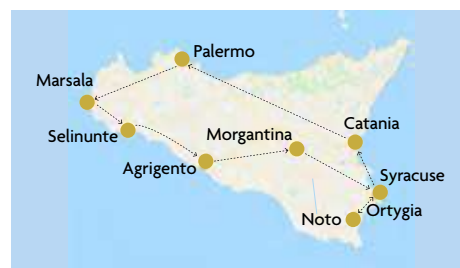 Palermo
Marsala
Selinunte
Morgantina
Catania
Agrigento
Syracuse
Noto
Ortygia